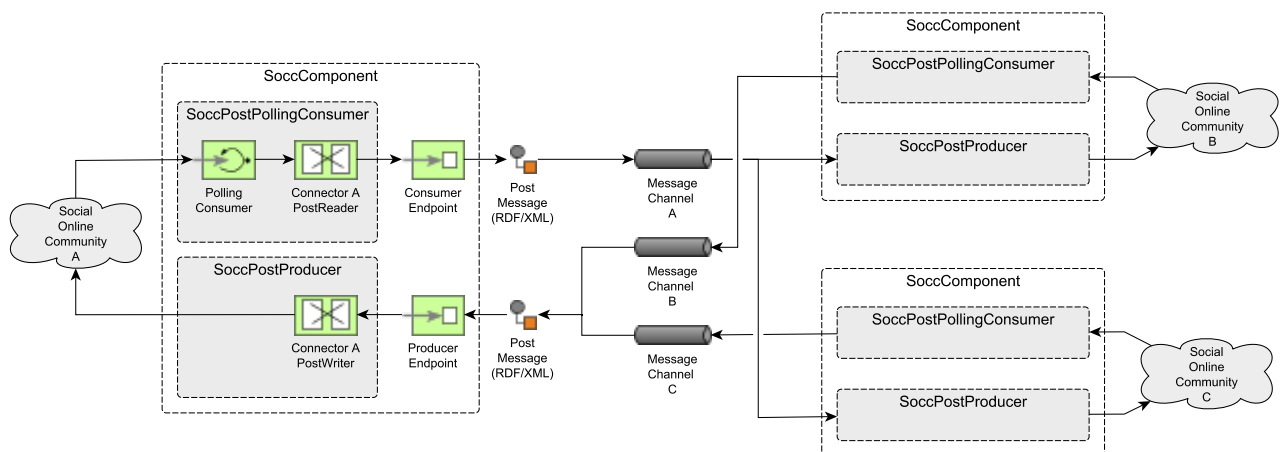 SoccComponent
SoccPostPollingConsumer
Polling
Consumer
Connector A
PostReader
Consumer
Endpoint
Post
Message
(RDF/XML)
Message
Channel
A
Social
Online
Community
A
SoccPostProducer
Connector A
PostWriter
Producer
Endpoint
Post
Message
(RDF/XML)
Message
Channel
B
Message
Channel
C
SoccComponent
SoccPostPollingConsumer
SoccPostProducer
Social
Online
Community
B
SoccComponent
SoccPostPollingConsumer
SoccPostProducer
Social
Online
Community
C